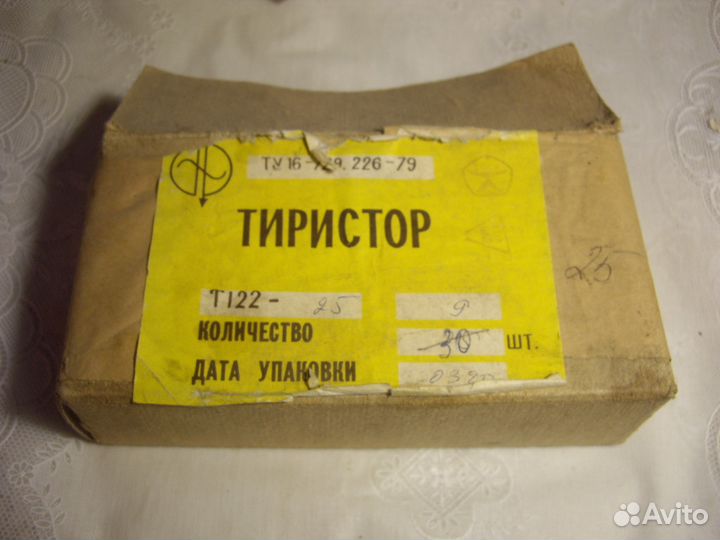 ТУ16-729.226-79
ТИРИСТОР
Т122- 25 9
КОЛИЧЕСТВО 30 ШТ.
ДАТА УПАКОВКИ
25
Avito